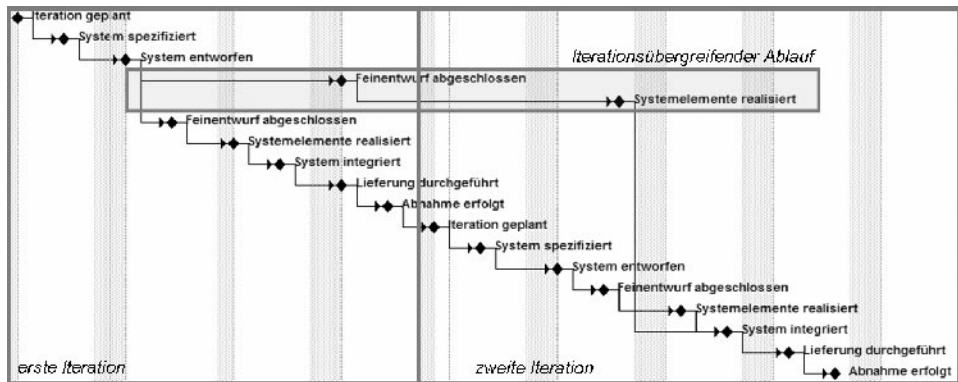 Iteration geplant
System spezifiziert
System entworfen
Iterationsübergreifender Ablauf
Feinentwurf abgeschlossen
Systemelemente realisiert
Feinentwurf abgeschlossen
Systemelemente realisiert
System integriert
Lieferung durchgeführt
Abnahme erfolgt
Iteration geplant
System spezifiziert
System entworfen
Feinentwurf abgeschlossen
Systemelemente realisiert
System integriert
Lieferung durchgeführt
erste Iteration
zweite Iteration
Abnahme erfolgt